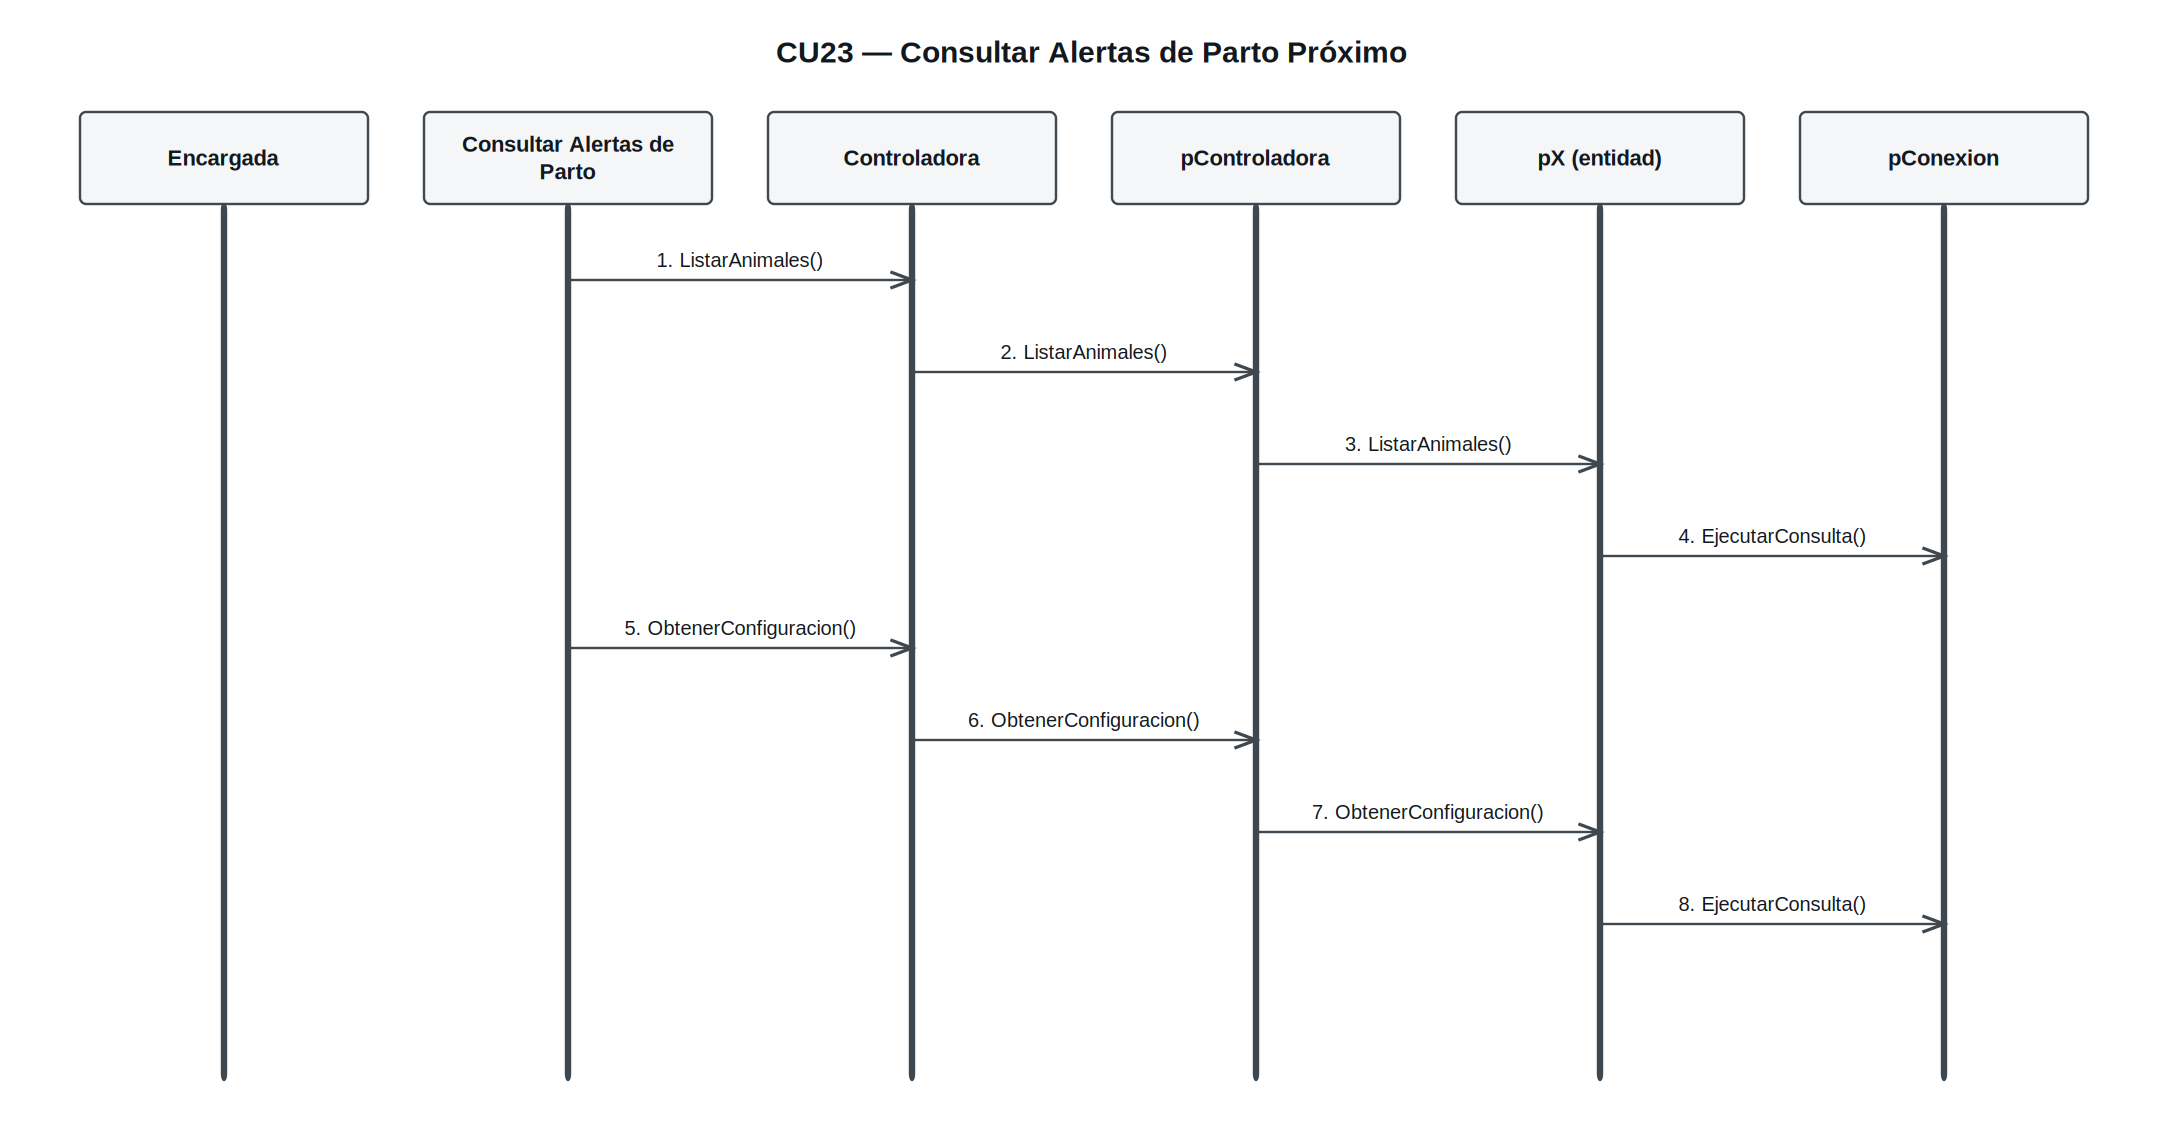 CU23 — Consultar Alertas de Parto Próximo
Encargada
Consultar Alertas de
Parto
Controladora
pControladora
pX (entidad)
pConexion
1. ListarAnimales()
2. ListarAnimales()
3. ListarAnimales()
4. EjecutarConsulta()
5. ObtenerConfiguracion()
6. ObtenerConfiguracion()
7. ObtenerConfiguracion()
8. EjecutarConsulta()